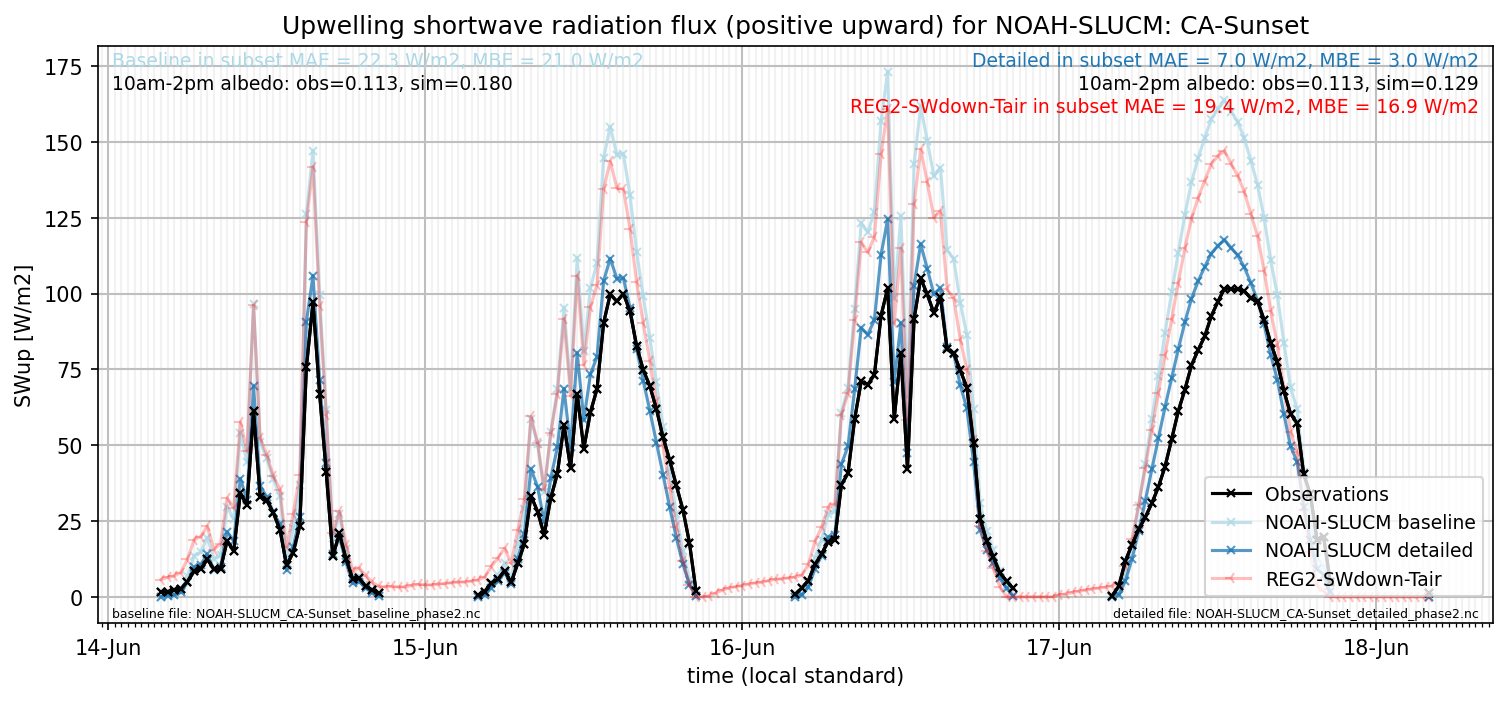 Upwelling shortwave radiation flux (positive upward) for NOAH-SLUCM: CA-Sunset
Baseline in subset MAE = 22.3 W/m2, MBE = 21.0 W/m2
10am-2pm albedo: obs=0.113, sim=0.180
Detailed in subset MAE = 7.0 W/m2, MBE = 3.0 W/m2
10am-2pm albedo: obs=0.113, sim=0.129
REG2-SWdown-Tair in subset MAE = 19.4 W/m2, MBE = 16.9 W/m2
SWup [W/m2]
175
150
125
100
75
50
25
0
Observations
NOAH-SLUCM baseline
NOAH-SLUCM detailed
REG2-SWdown-Tair
baseline file: NOAH-SLUCM_CA-Sunset_baseline_phase2.nc
detailed file: NOAH-SLUCM_CA-Sunset_detailed_phase2.nc
14-Jun 15-Jun 16-Jun 17-Jun 18-Jun
time (local standard)